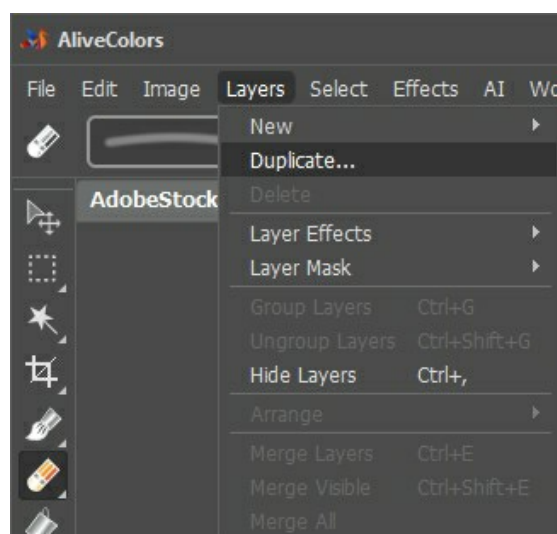 AliveColors
File Edit Image Layers Select Effects AI Wo
New
Duplicate...
AdobeStock
Delete
Layer Effects
Layer Mask
Group Layers Ctrl+G
Ungroup Layers Ctrl+Shift+G
Hide Layers Ctrl+,
Arrange
Merge Layers Ctrl+E
Merge Visible Ctrl+Shift+E
Merge All